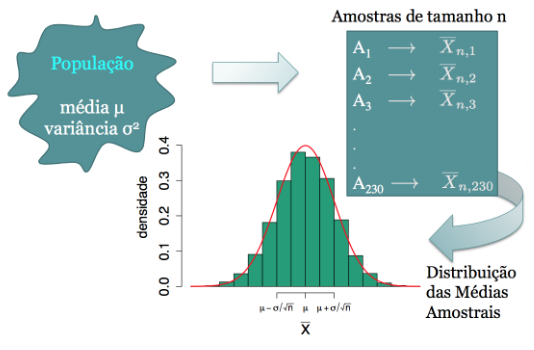 População
média μ
variância σ²
Amostras de tamanho n
A₁ → X̅ₙ,₁
A₂ → X̅ₙ,₂
A₃ → X̅ₙ,₃
.
.
.
A₂₃₀ → X̅ₙ,₂₃₀
densidade
0.4
0.3
0.2
0.1
0.0
μ − σ/√n μ μ + σ/√n
X̅
Distribuição
das Médias
Amostrais